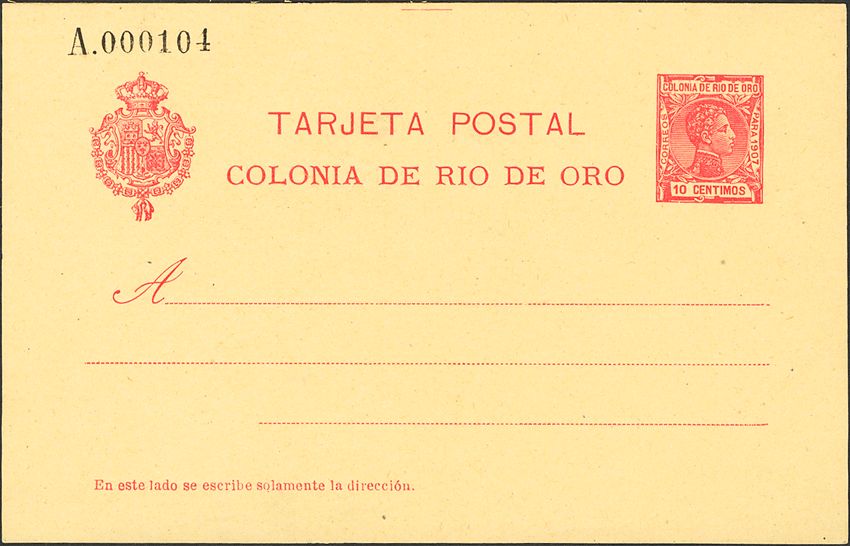 A.000104
TARJETA POSTAL
COLONIA DE RIO DE ORO
COLONIA DE RIO DE ORO
CORREOS
PARA 1907
10 CENTIMOS
A
En este lado se escribe solamente la dirección.